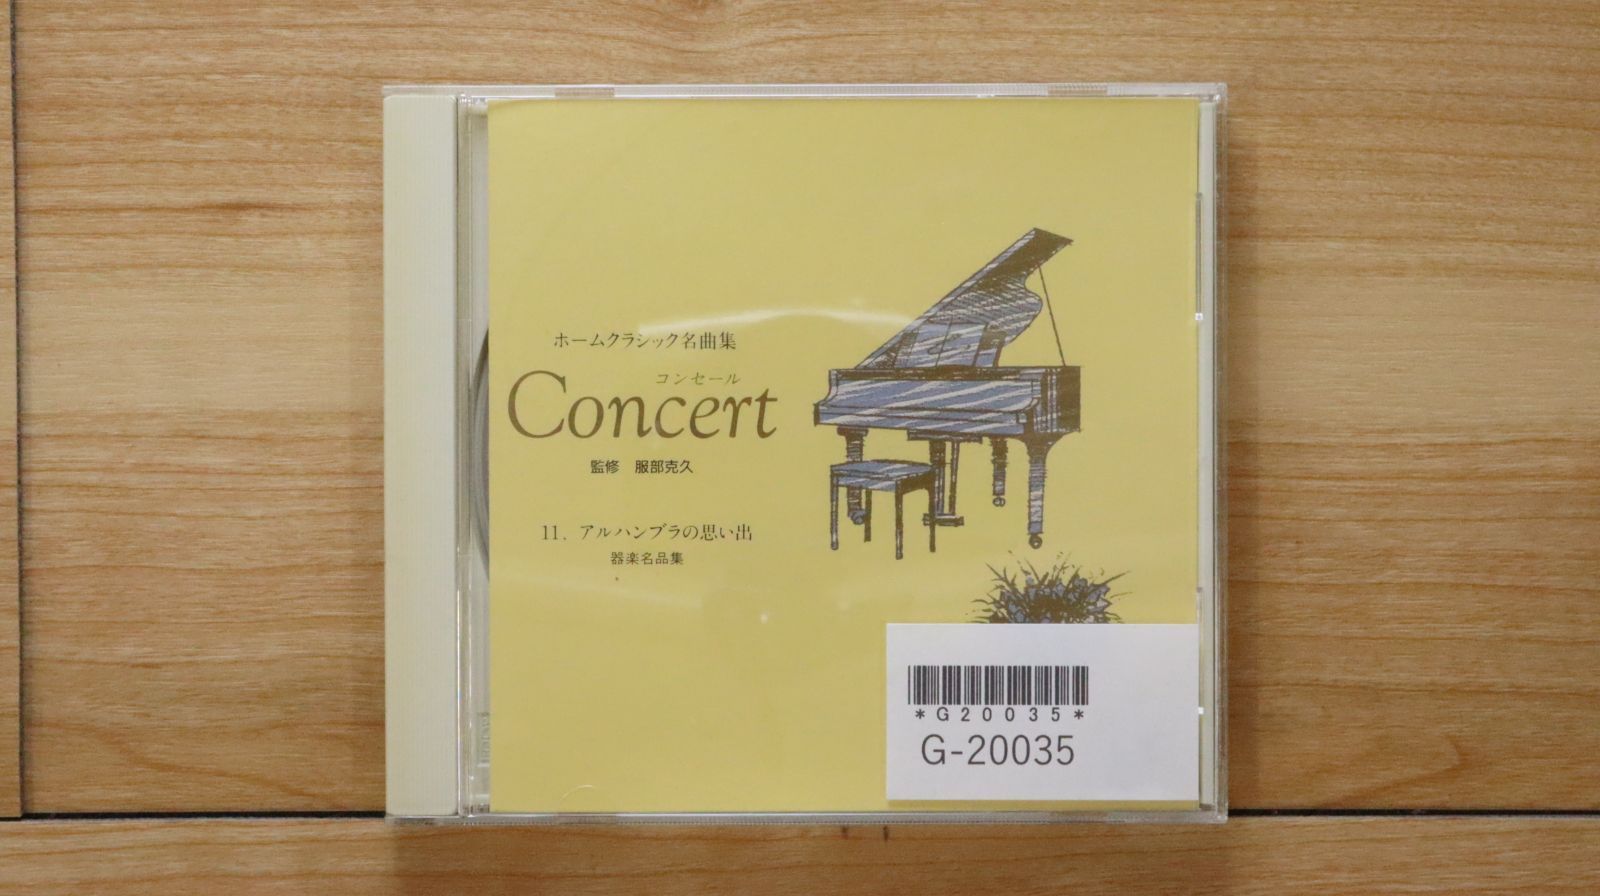 ホームクラシック名曲集
コンセール
Concert
監修　服部克久
11. アルハンブラの思い出
器楽名品集
*G20035*
G-20035